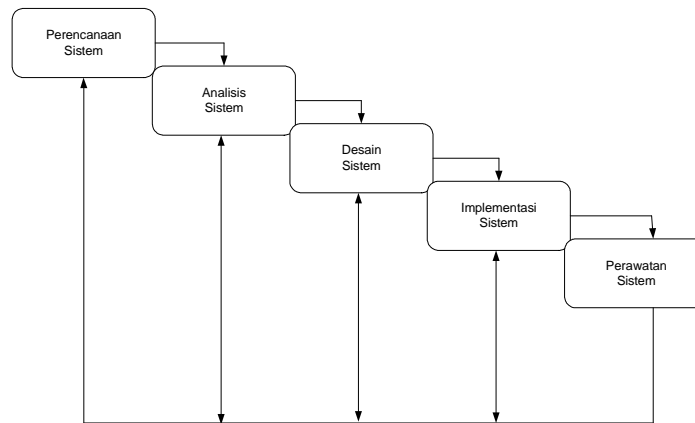 Perencanaan
Sistem
Analisis
Sistem
Desain
Sistem
Implementasi
Sistem
Perawatan
Sistem